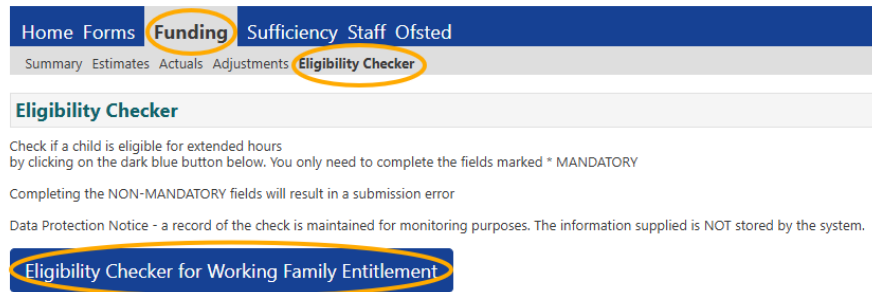 Home Forms Funding Sufficiency Staff Ofsted
Summary Estimates Actuals Adjustments Eligibility Checker
Eligibility Checker
Check if a child is eligible for extended hours
by clicking on the dark blue button below. You only need to complete the fields marked * MANDATORY
Completing the NON-MANDATORY fields will result in a submission error
Data Protection Notice - a record of the check is maintained for monitoring purposes. The information supplied is NOT stored by the system.
Eligibility Checker for Working Family Entitlement